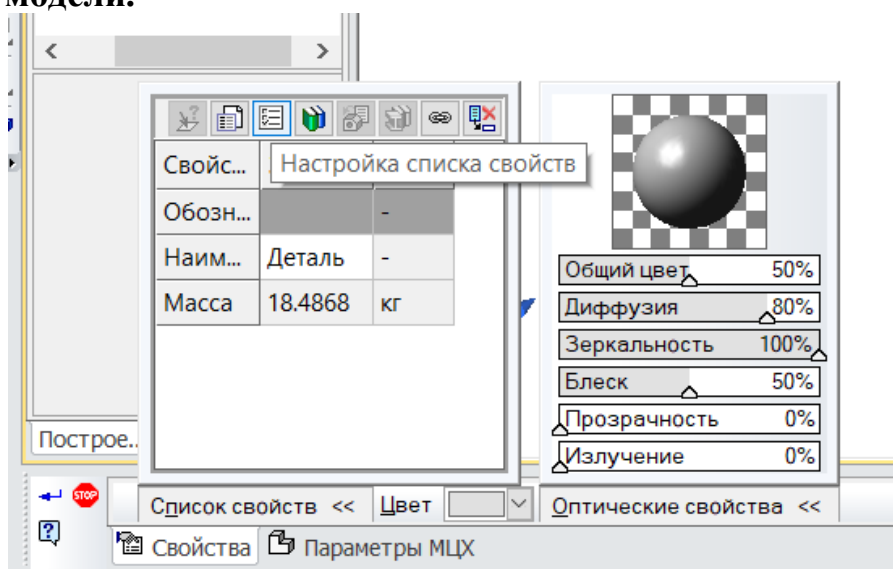 модели.
Свойс...
Настройка списка свойств
Обозн...
-
Наим...
Деталь
-
Масса
18.4868
кг
Общий цвет
50%
Диффузия
80%
Зеркальность
100%
Блеск
50%
Прозрачность
0%
Излучение
0%
Построе..
STOP
Список свойств <<
Цвет
Оптические свойства <<
Свойства
Параметры МЦХ